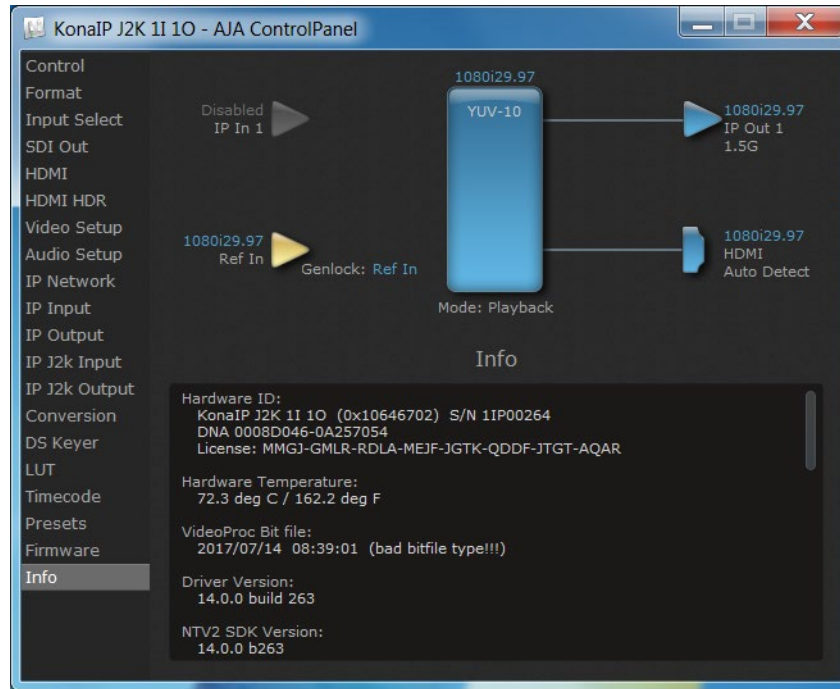 KonaIP J2K 1I 1O - AJA ControlPanel
Control
Format
Input Select
SDI Out
HDMI
HDMI HDR
Video Setup
Audio Setup
IP Network
IP Input
IP Output
IP J2k Input
IP J2k Output
Conversion
DS Keyer
LUT
Timecode
Presets
Firmware
Info
1080i29.97
Disabled
IP In 1
YUV-10
1080i29.97
IP Out 1
1.5G
1080i29.97
Ref In
Genlock: Ref In
1080i29.97
HDMI
Auto Detect
Mode: Playback
Info
Hardware ID:
KonaIP J2K 1I 1O (0x10646702) S/N 1IP00264
DNA 0008D046-0A257054
License: MMGJ-GMLR-RDLA-MEJF-JGTK-QDDF-JTGT-AQAR
Hardware Temperature:
72.3 deg C / 162.2 deg F
VideoProc Bit file:
2017/07/14 08:39:01 (bad bitfile type!!!)
Driver Version:
14.0.0 build 263
NTV2 SDK Version:
14.0.0 b263